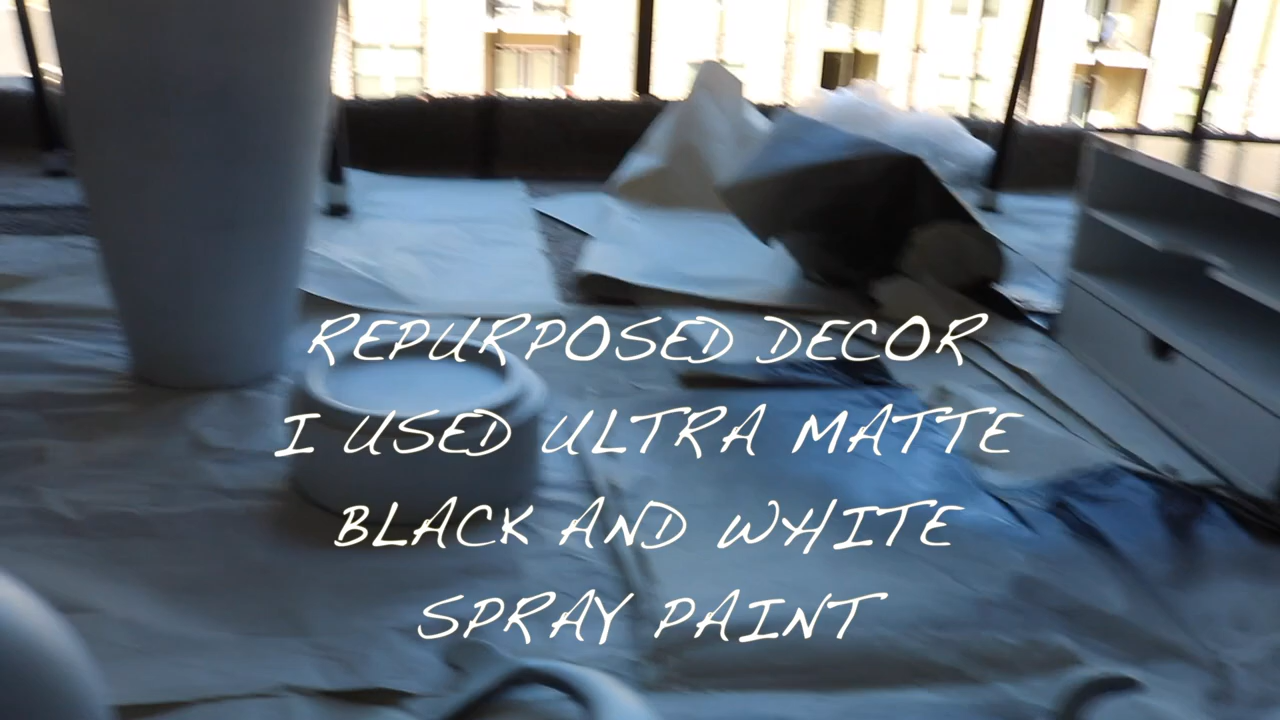 REPURPOSED DECOR
I USED ULTRA MATTE
BLACK AND WHITE
SPRAY PAINT